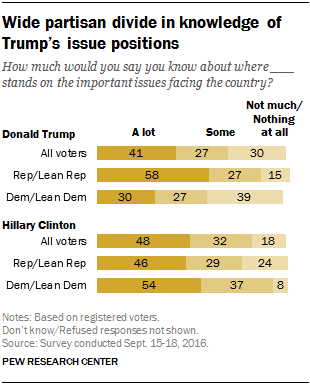 Wide partisan divide in knowledge of
Trump's issue positions
How much would you say you know about where ___
stands on the important issues facing the country?
Not much/
Nothing
at all
A lot
Some
Donald Trump
All voters 41 27 30
Rep/Lean Rep 58 27 15
Dem/Lean Dem 30 27 39
Hillary Clinton
All voters 48 32 18
Rep/Lean Rep 46 29 24
Dem/Lean Dem 54 37 8
Notes: Based on registered voters.
Don't know/Refused responses not shown.
Source: Survey conducted Sept. 15-18, 2016.
PEW RESEARCH CENTER